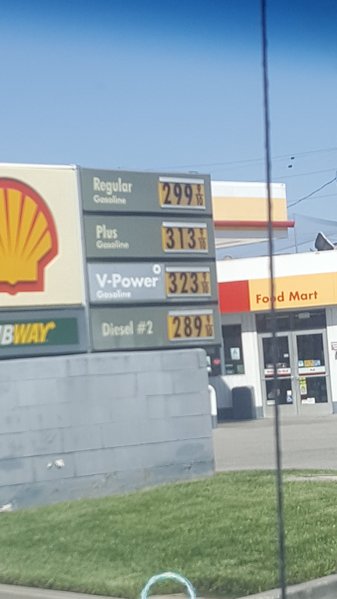 Regular
Gasoline
299 9/10
Plus
Gasoline
313 9/10
V-Power
Gasoline
323 9/10
Diesel #2
289 9/10
BWAY
Food Mart